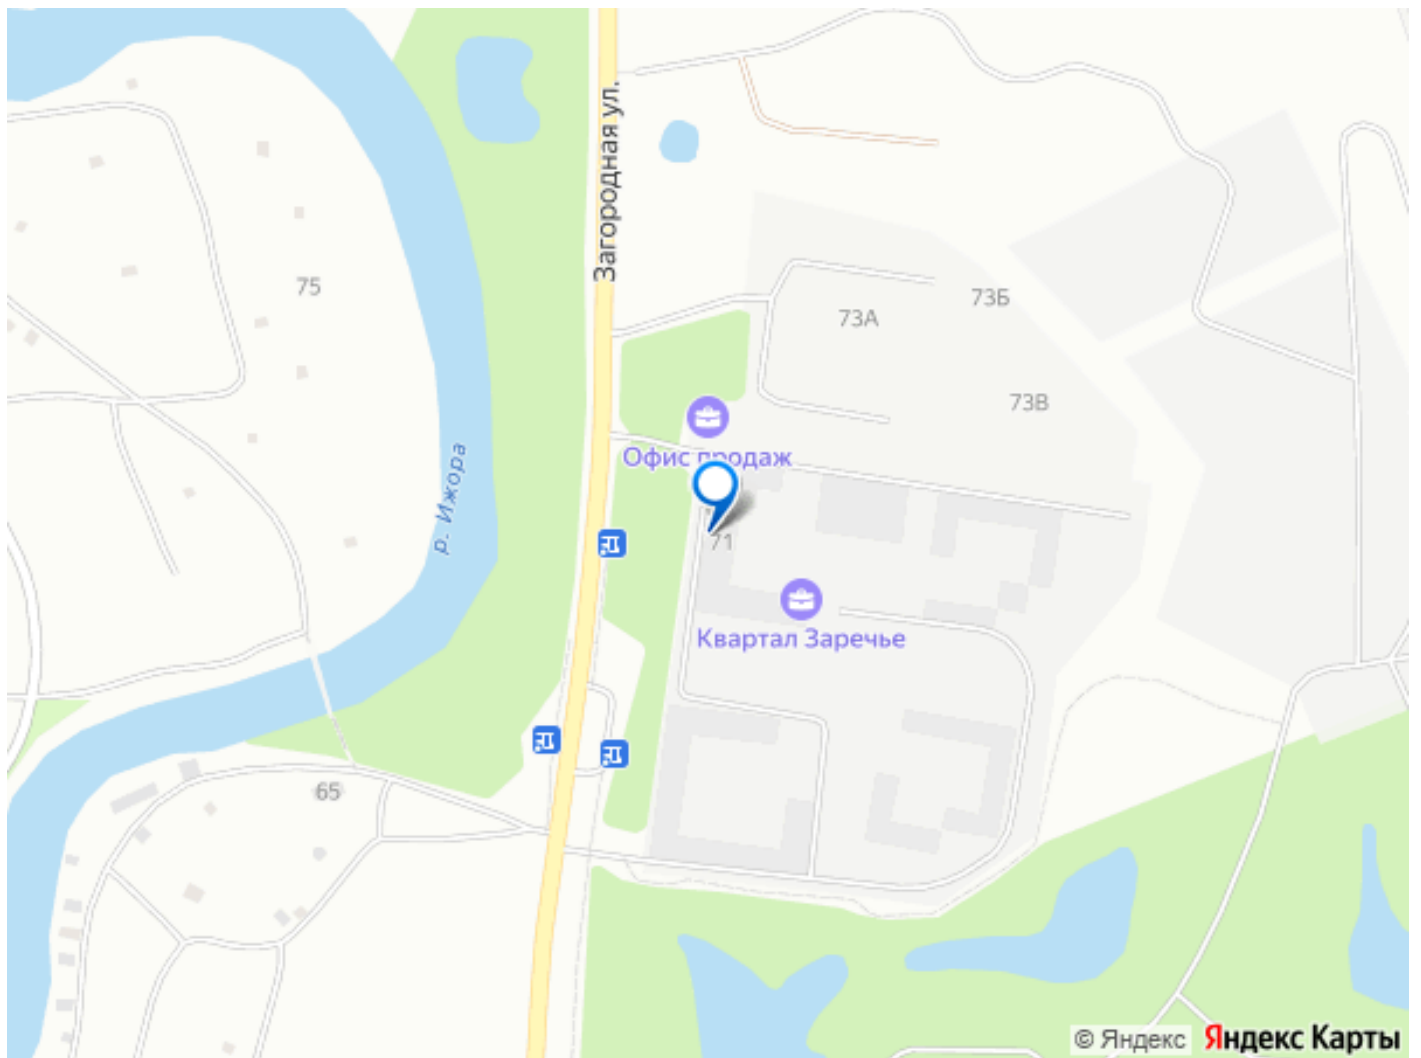 Загородная ул.
75
73Б
73А
73В
Офис продаж
р. Ижора
71
Квартал Заречье
65
© Яндекс Яндекс Карты